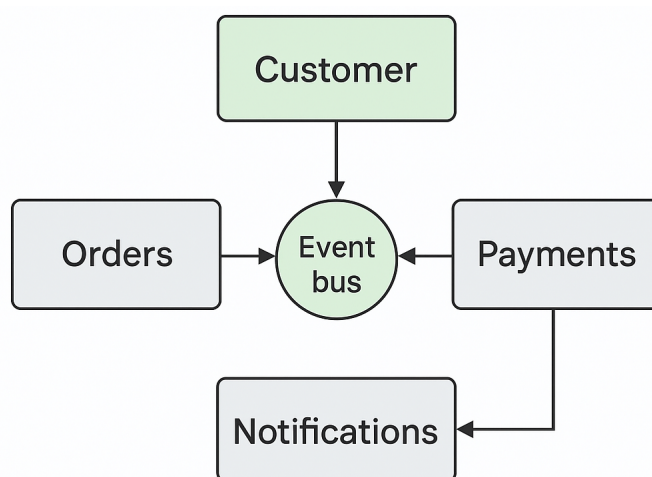 Customer
Orders
Event
bus
Payments
Notifications